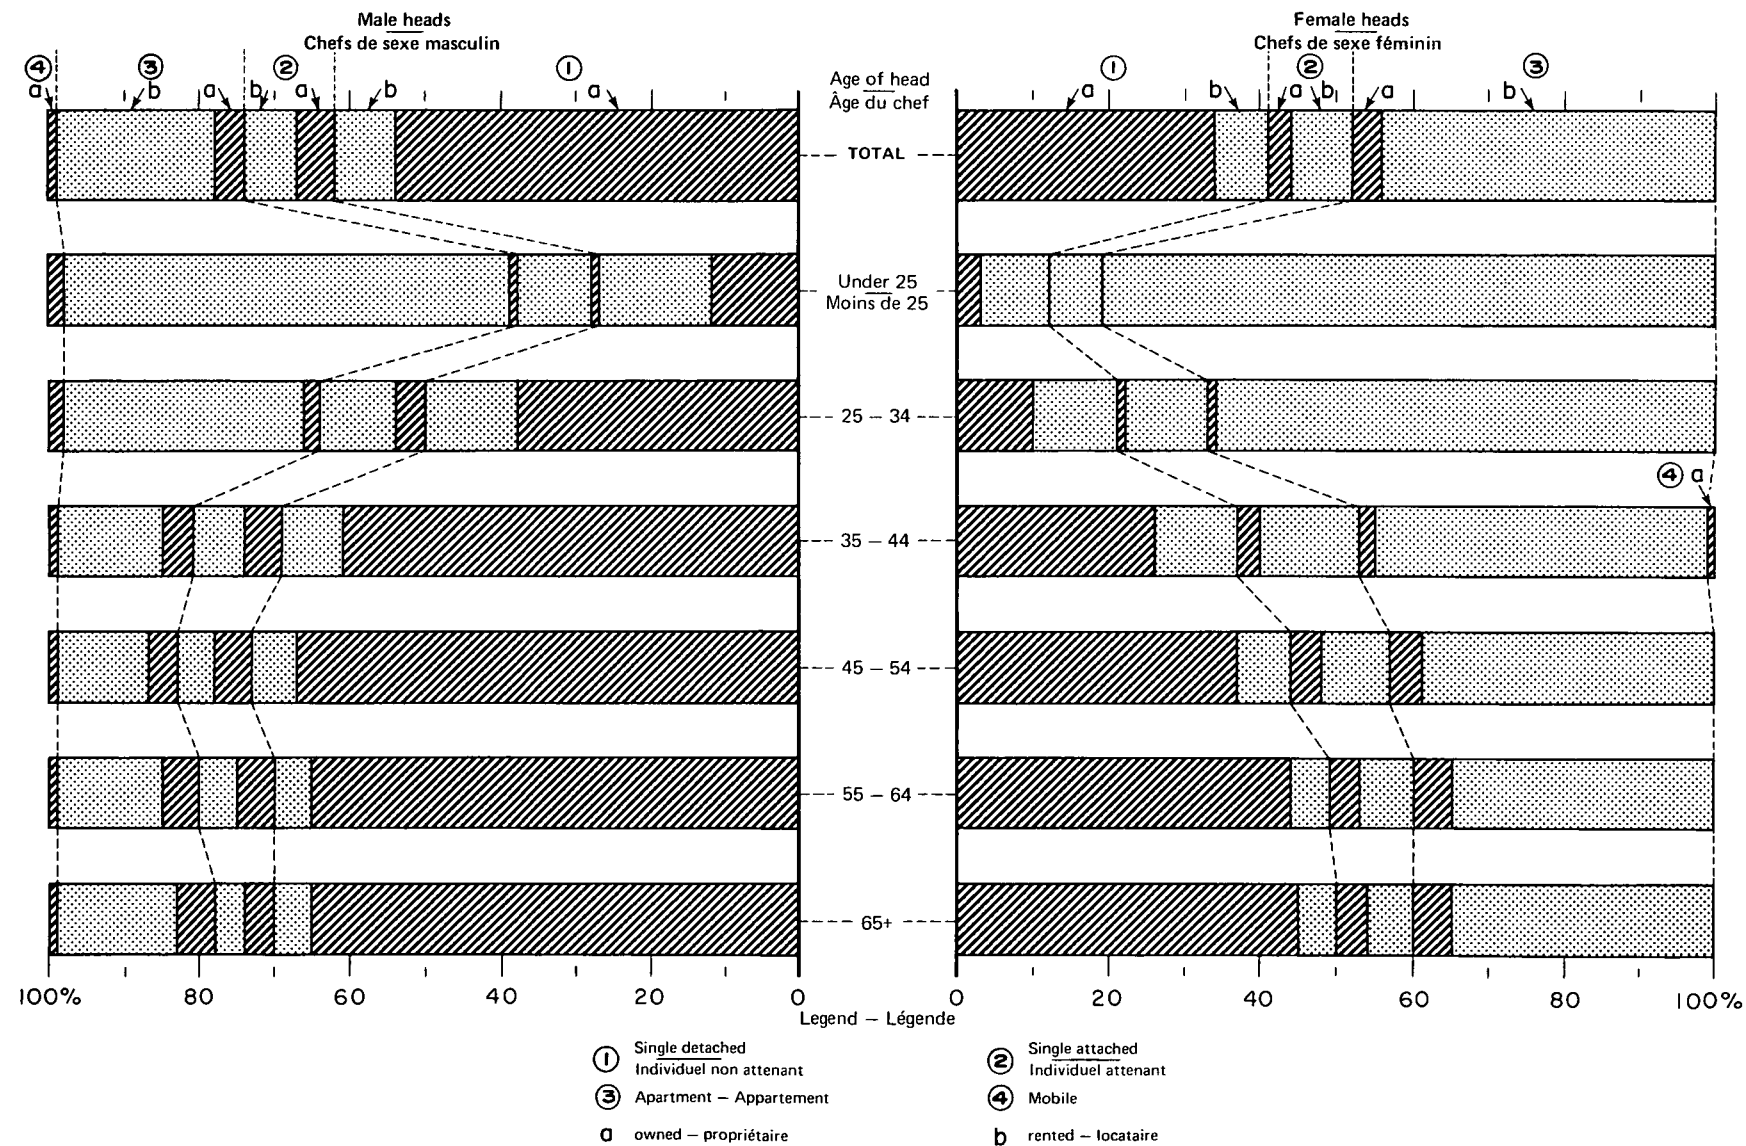 Male heads
Chefs de sexe masculin
Female heads
Chefs de sexe féminin
4 3 2 1
a b a b a b a
Age of head
Âge du chef
1 2 3
a b a b a b
TOTAL
Under 25
Moins de 25
25 – 34
4 a
35 – 44
45 – 54
55 – 64
65+
100% 80 60 40 20 0
0 20 40 60 80 100%
Legend – Légende
1 Single detached
Individuel non attenant
2 Single attached
Individuel attenant
3 Apartment – Appartement
4 Mobile
a owned – propriétaire
b rented – locataire